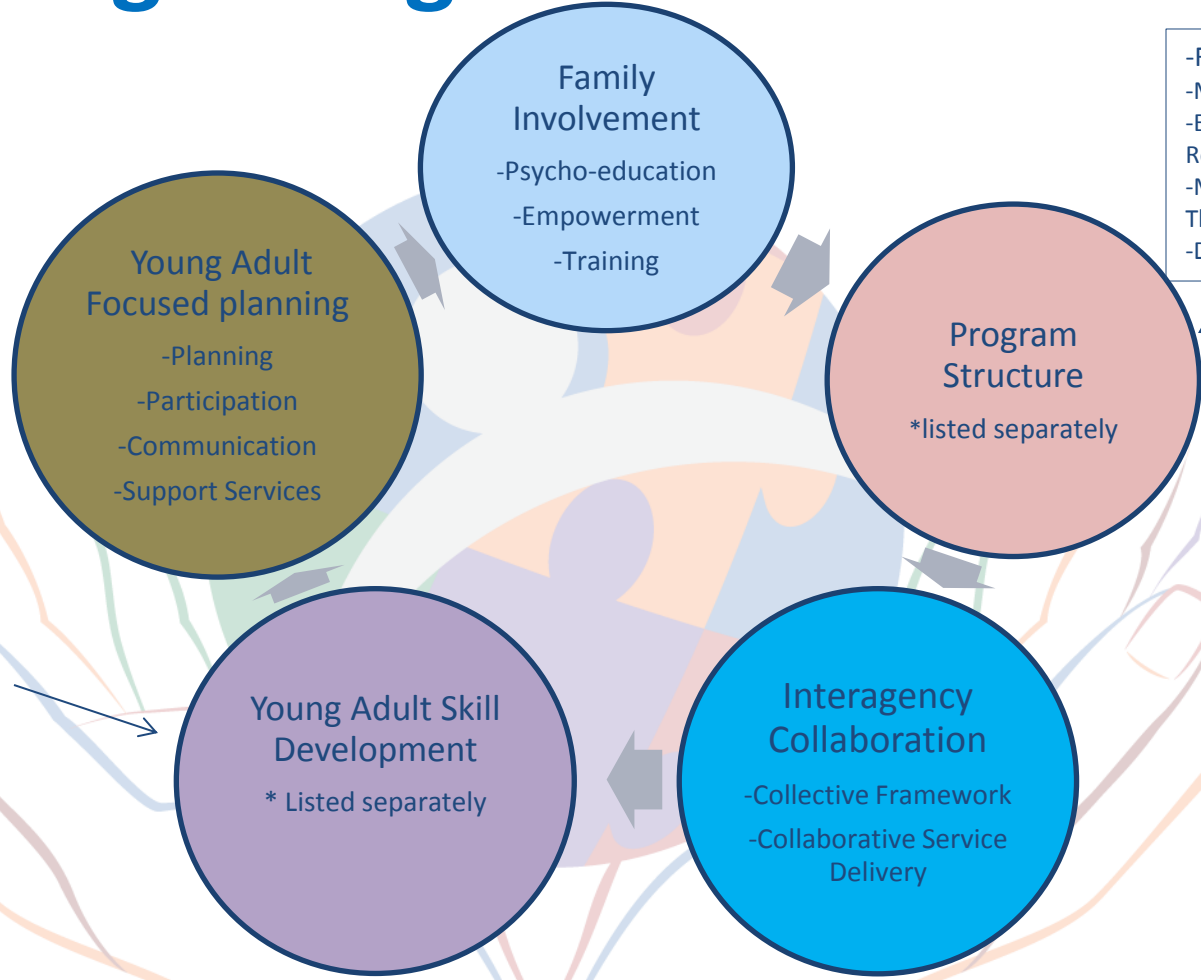 Family
Involvement
-Psycho-education
-Empowerment
-Training
Young Adult
Focused planning
-Planning
-Participation
-Communication
-Support Services
Program
Structure
*listed separately
Young Adult Skill
Development
* Listed separately
Interagency
Collaboration
-Collective Framework
-Collaborative Service
Delivery